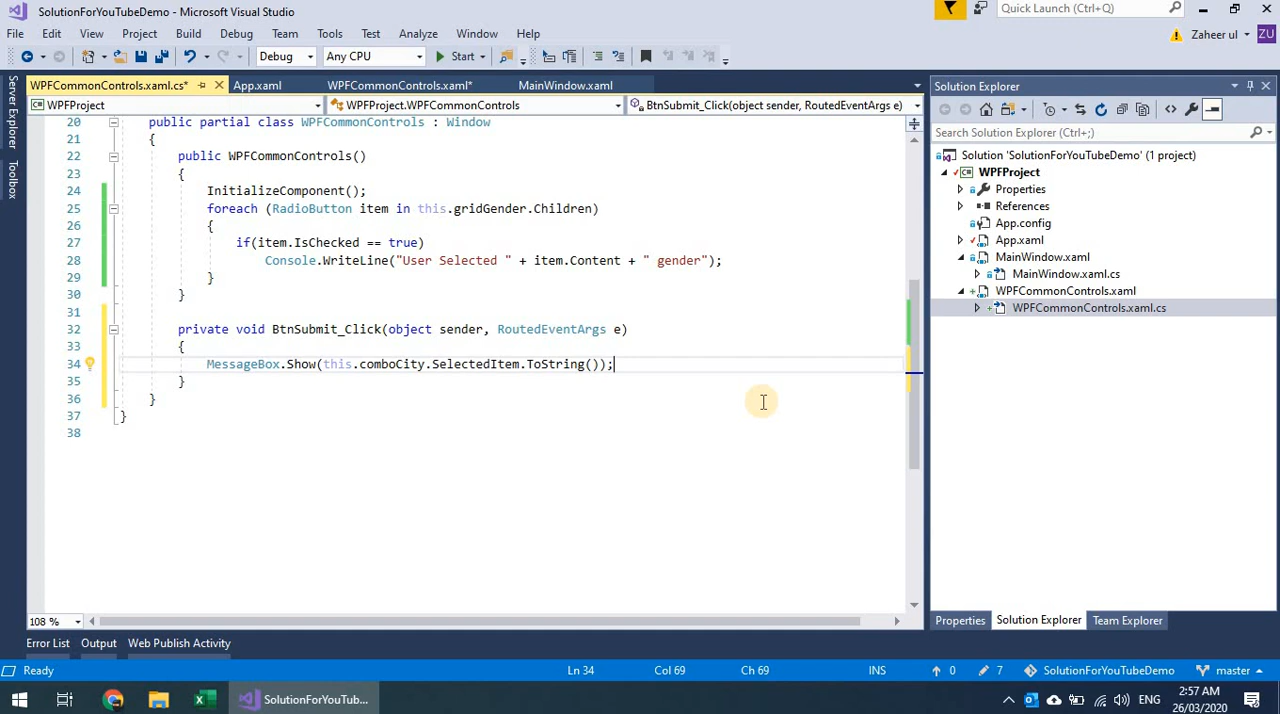 SolutionForYouTubeDemo - Microsoft Visual Studio
Quick Launch (Ctrl+Q)
File Edit View Project Build Debug Team Tools Test Analyze Window Help
Zaheer ul ZU
Debug Any CPU Start
Server Explorer
Toolbox
WPFCommonControls.xaml.cs* App.xaml WPFCommonControls.xaml* MainWindow.xaml
WPFProject WPFProject.WPFCommonControls BtnSubmit_Click(object sender, RoutedEventArgs e)
20 public partial class WPFCommonControls : Window
21 {
22 public WPFCommonControls()
23 {
24 InitializeComponent();
25 foreach (RadioButton item in this.gridGender.Children)
26 {
27 if(item.IsChecked == true)
28 Console.WriteLine("User Selected " + item.Content + " gender");
29 }
30 }
31
32 private void BtnSubmit_Click(object sender, RoutedEventArgs e)
33 {
34 MessageBox.Show(this.comboCity.SelectedItem.ToString());
35 }
36 }
37 }
38
108 %
Solution Explorer
Search Solution Explorer (Ctrl+;)
Solution 'SolutionForYouTubeDemo' (1 project)
WPFProject
Properties
References
App.config
App.xaml
MainWindow.xaml
MainWindow.xaml.cs
WPFCommonControls.xaml
WPFCommonControls.xaml.cs
Properties Solution Explorer Team Explorer
Error List Output Web Publish Activity
Ready Ln 34 Col 69 Ch 69 INS 0 7 SolutionForYouTubeDemo master
SolutionForYouTub...
ENG
2:57 AM
26/03/2020